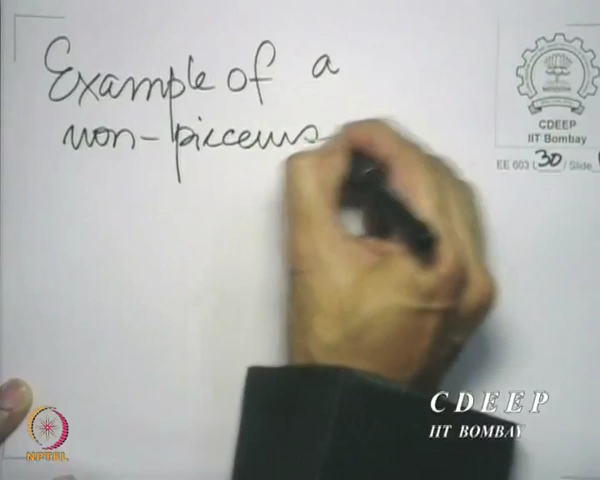 Example of a
non-piecewis
CDEEP
IIT Bombay
EE 603 L 30 / Slide
CDEEP
IIT BOMBAY
NPTEL